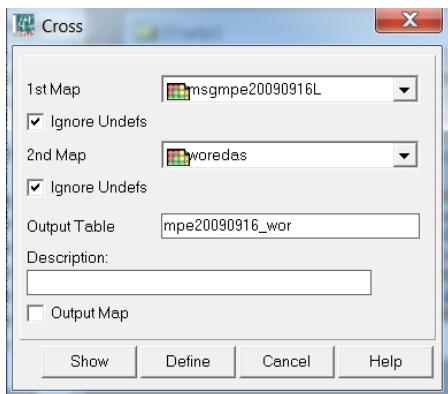 Cross
1st Map msgmpe20090916L
Ignore Undefs
2nd Map woredas
Ignore Undefs
Output Table mpe20090916_wor
Description:
Output Map
Show Define Cancel Help